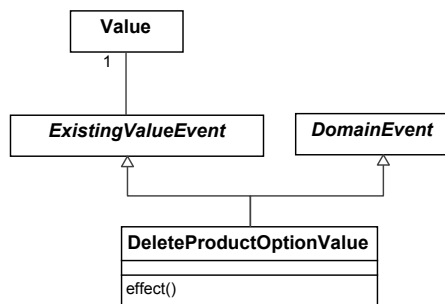 Value
1
ExistingValueEvent
DomainEvent
DeleteProductOptionValue
effect()